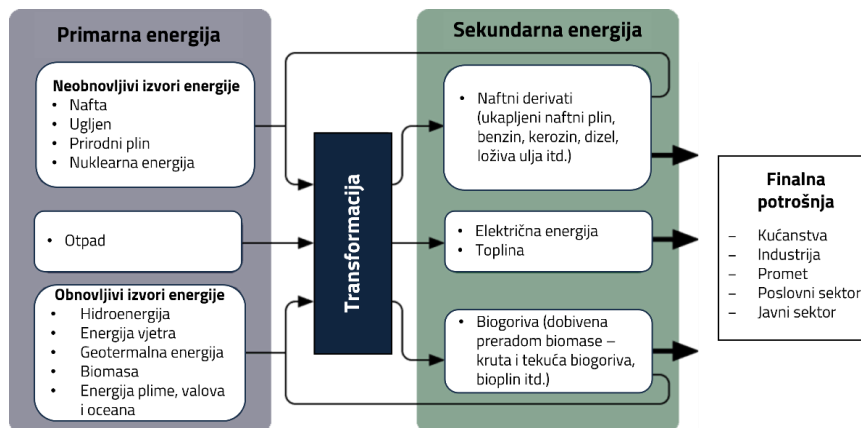 Primarna energija
Neobnovljivi izvori energije
• Nafta
• Ugljen
• Prirodni plin
• Nuklearna energija
• Otpad
Obnovljivi izvori energije
• Hidroenergija
• Energija vjetra
• Geotermalna energija
• Biomasa
• Energija plime, valova
i oceana
Transformacija
Sekundarna energija
• Naftni derivati
(ukapljeni naftni plin,
benzin, kerozin, dizel,
loživa ulja itd.)
• Električna energija
• Toplina
• Biogoriva (dobivena
preradom biomase –
kruta i tekuća biogoriva,
bioplin itd.)
Finalna
potrošnja
– Kućanstva
– Industrija
– Promet
– Poslovni sektor
– Javni sektor